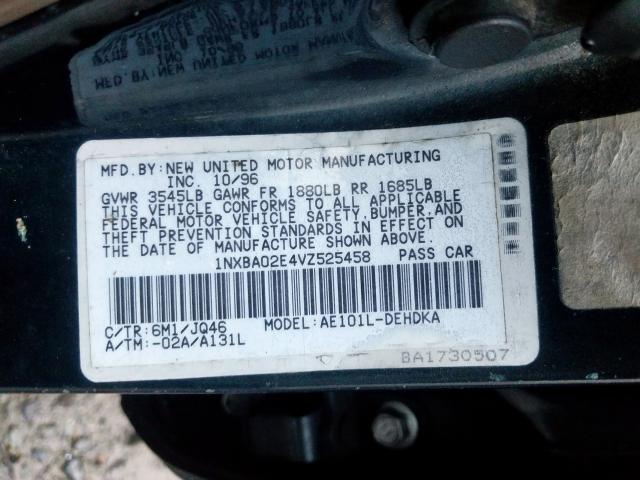 MFD.BY:NEW UNITED MOTOR MANUFACTURING
INC. 10/96
GVWR 3545LB GAWR FR 1880LB RR 1685LB
THIS VEHICLE CONFORMS TO ALL APPLICABLE
FEDERAL MOTOR VEHICLE SAFETY,BUMPER,AND
THEFT PREVENTION STANDARDS IN EFFECT ON
THE DATE OF MANUFACTURE SHOWN ABOVE.
1NXBA02E4VZ525458 PASS CAR
C/TR:6M1/JQ46 MODEL:AE101L-DEHDKA
A/TM:-02A/A131L
BA1730507